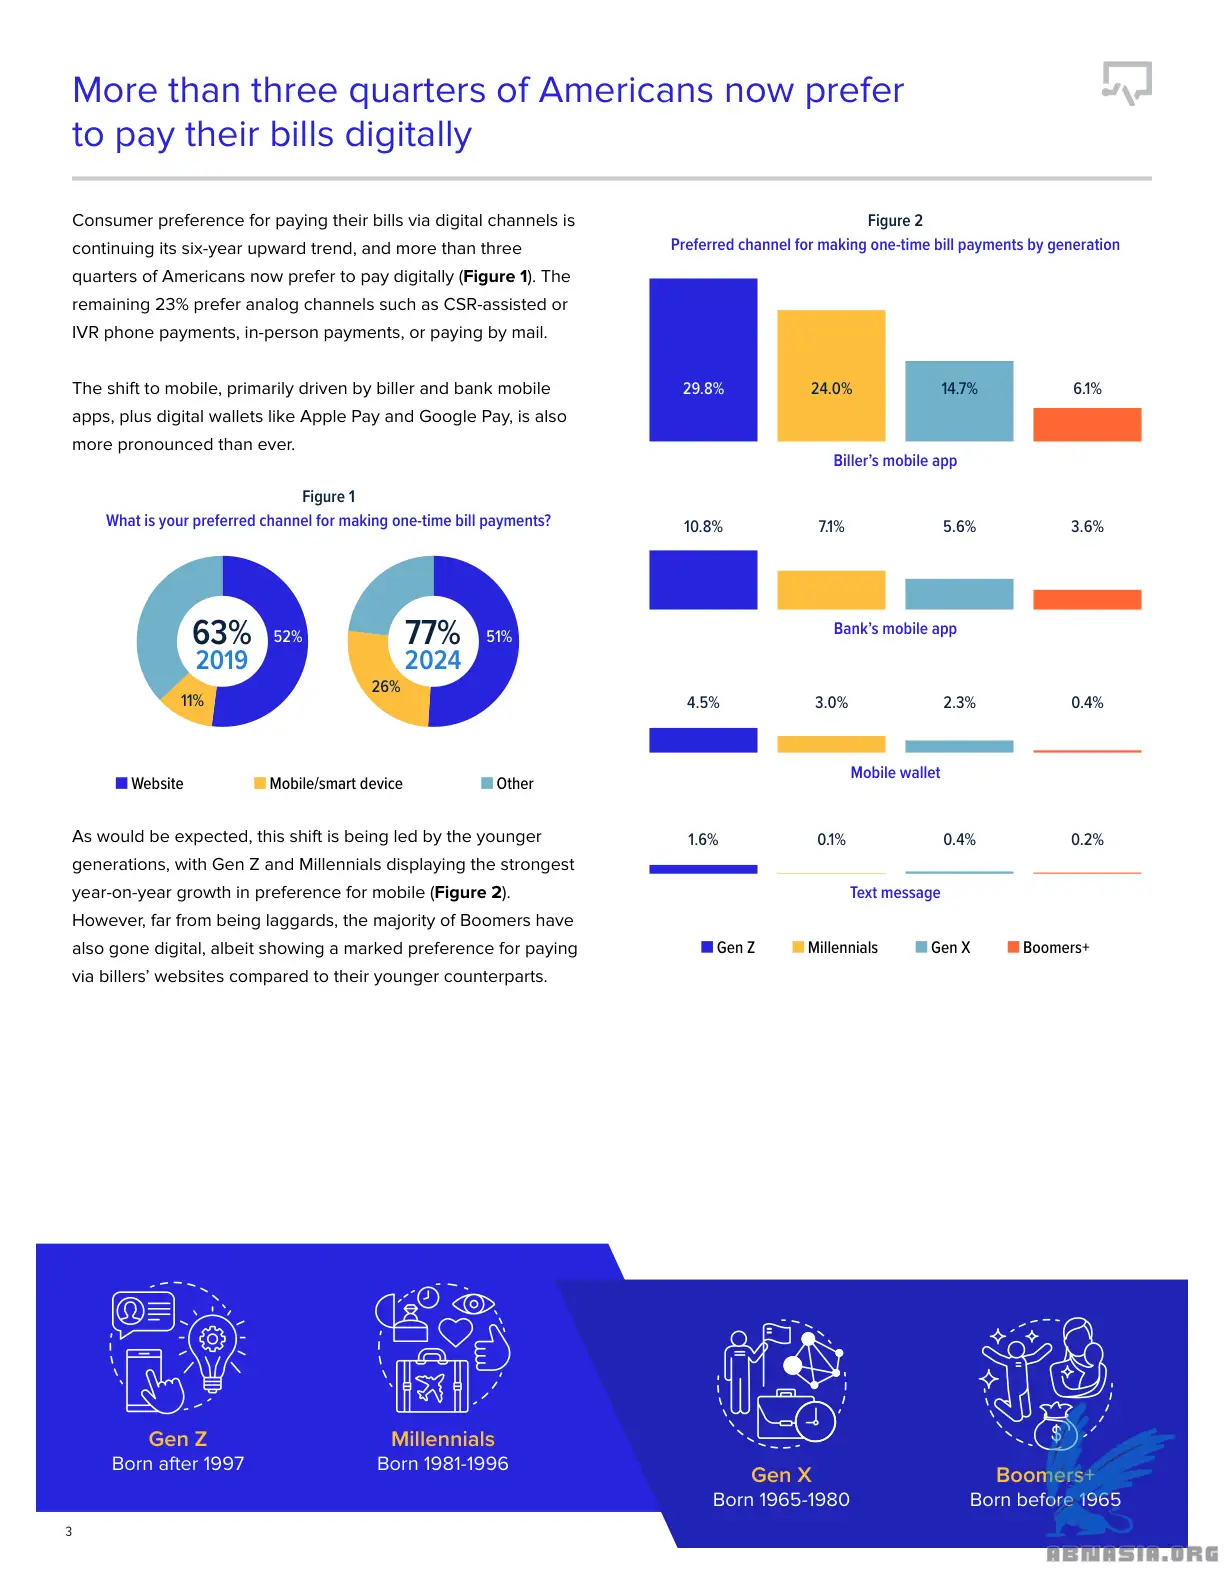 More than three quarters of Americans now prefer
to pay their bills digitally
Consumer preference for paying their bills via digital channels is
continuing its six-year upward trend, and more than three
quarters of Americans now prefer to pay digitally (Figure 1). The
remaining 23% prefer analog channels such as CSR-assisted or
IVR phone payments, in-person payments, or paying by mail.
The shift to mobile, primarily driven by biller and bank mobile
apps, plus digital wallets like Apple Pay and Google Pay, is also
more pronounced than ever.
Figure 1
What is your preferred channel for making one-time bill payments?
63%
2019
52%
11%
77%
2024
51%
26%
Website
Mobile/smart device
Other
As would be expected, this shift is being led by the younger
generations, with Gen Z and Millennials displaying the strongest
year-on-year growth in preference for mobile (Figure 2).
However, far from being laggards, the majority of Boomers have
also gone digital, albeit showing a marked preference for paying
via billers’ websites compared to their younger counterparts.
Figure 2
Preferred channel for making one-time bill payments by generation
29.8% 24.0% 14.7% 6.1%
Biller’s mobile app
10.8% 7.1% 5.6% 3.6%
Bank’s mobile app
4.5% 3.0% 2.3% 0.4%
Mobile wallet
1.6% 0.1% 0.4% 0.2%
Text message
Gen Z Millennials Gen X Boomers+
Gen Z
Born after 1997
Millennials
Born 1981-1996
Gen X
Born 1965-1980
$
Boomers+
Born before 1965
3
ABMASIA.ORG